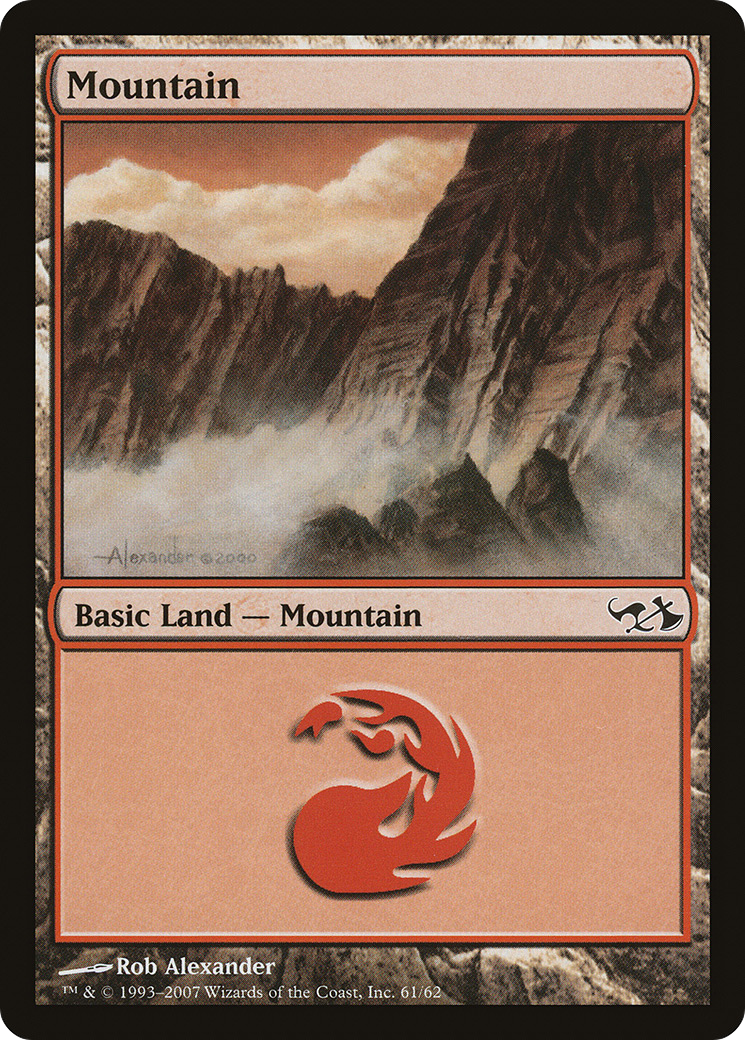 Mountain
Alexander ©2000
Basic Land — Mountain
Rob Alexander
™ & © 1993–2007 Wizards of the Coast, Inc. 61/62